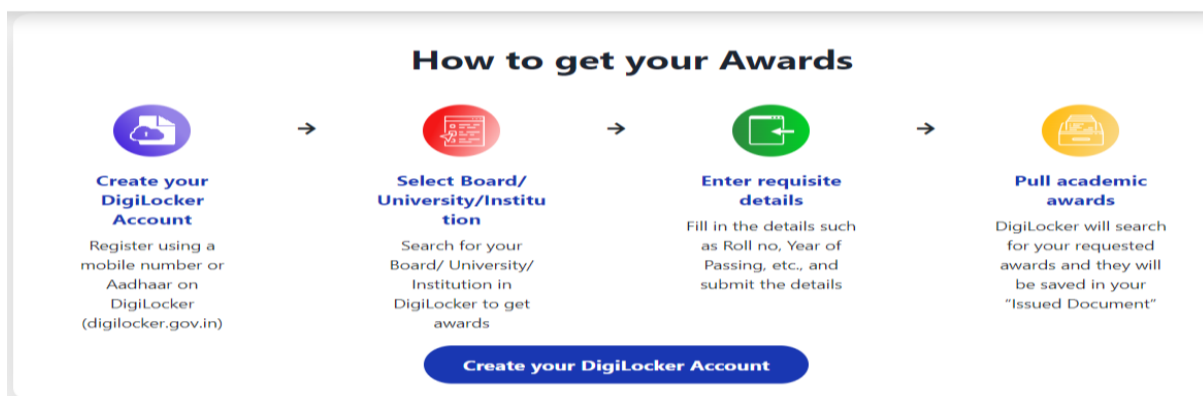 How to get your Awards
Create your
DigiLocker
Account
Register using a
mobile number or
Aadhaar on
DigiLocker
(digilocker.gov.in)
Select Board/
University/Institu
tion
Search for your
Board/ University/
Institution in
DigiLocker to get
awards
Enter requisite
details
Fill in the details such
as Roll no, Year of
Passing, etc., and
submit the details
Pull academic
awards
DigiLocker will search
for your requested
awards and they will
be saved in your
“Issued Document”
Create your DigiLocker Account